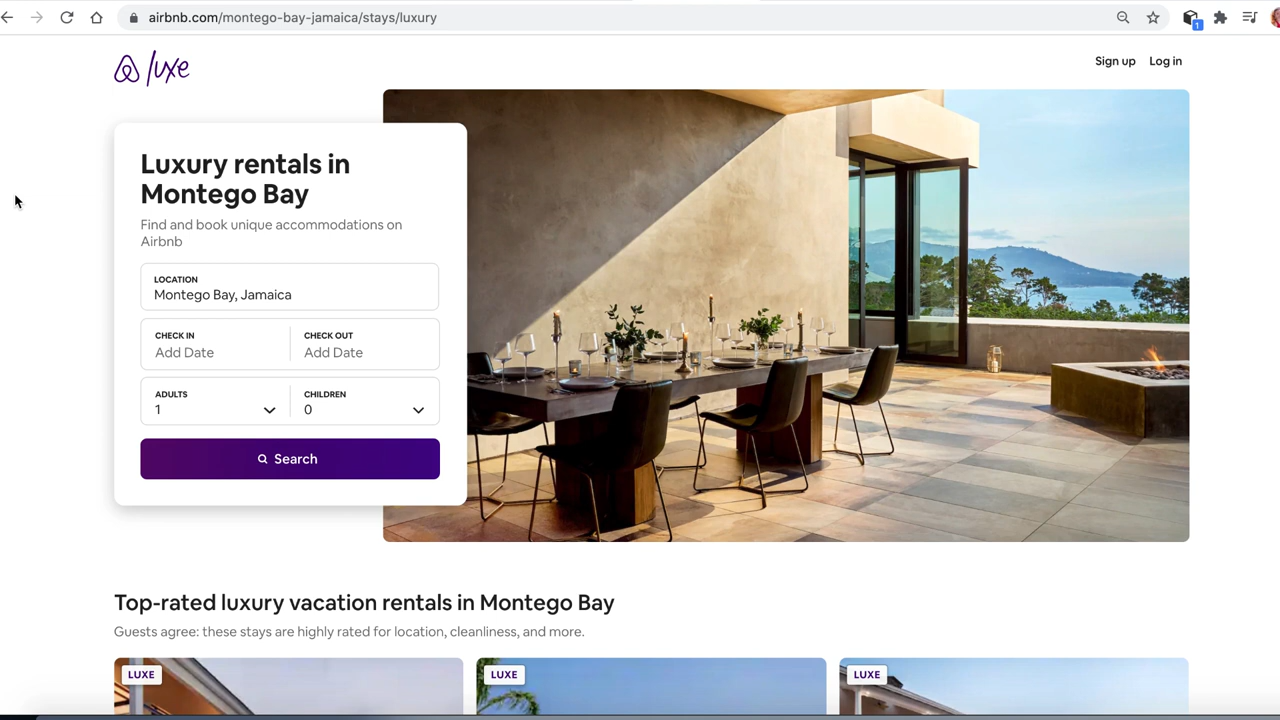 airbnb.com/montego-bay-jamaica/stays/luxury
1
luxe
Sign up Log in
Luxury rentals in
Montego Bay
Find and book unique accommodations on
Airbnb
LOCATION
Montego Bay, Jamaica
CHECK IN CHECK OUT
Add Date Add Date
ADULTS CHILDREN
1 0
Search
Top-rated luxury vacation rentals in Montego Bay
Guests agree: these stays are highly rated for location, cleanliness, and more.
LUXE LUXE LUXE